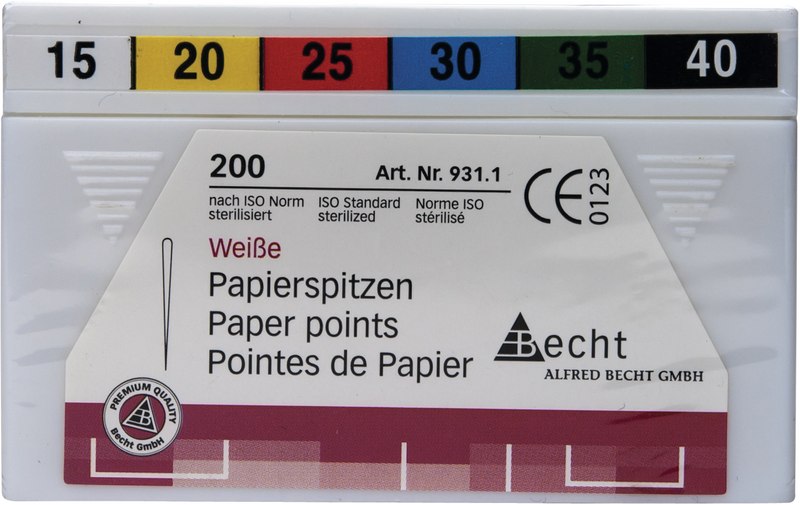 15 20 25 30 35 40
200 Art. Nr. 931.1
nach ISO Norm ISO Standard Norme ISO
sterilisiert sterilized stérilisé
CE 0123
Weiße
Papierspitzen
Paper points
Pointes de Papier
Becht
ALFRED BECHT GMBH
PREMIUM QUALITY
B
Becht GmbH